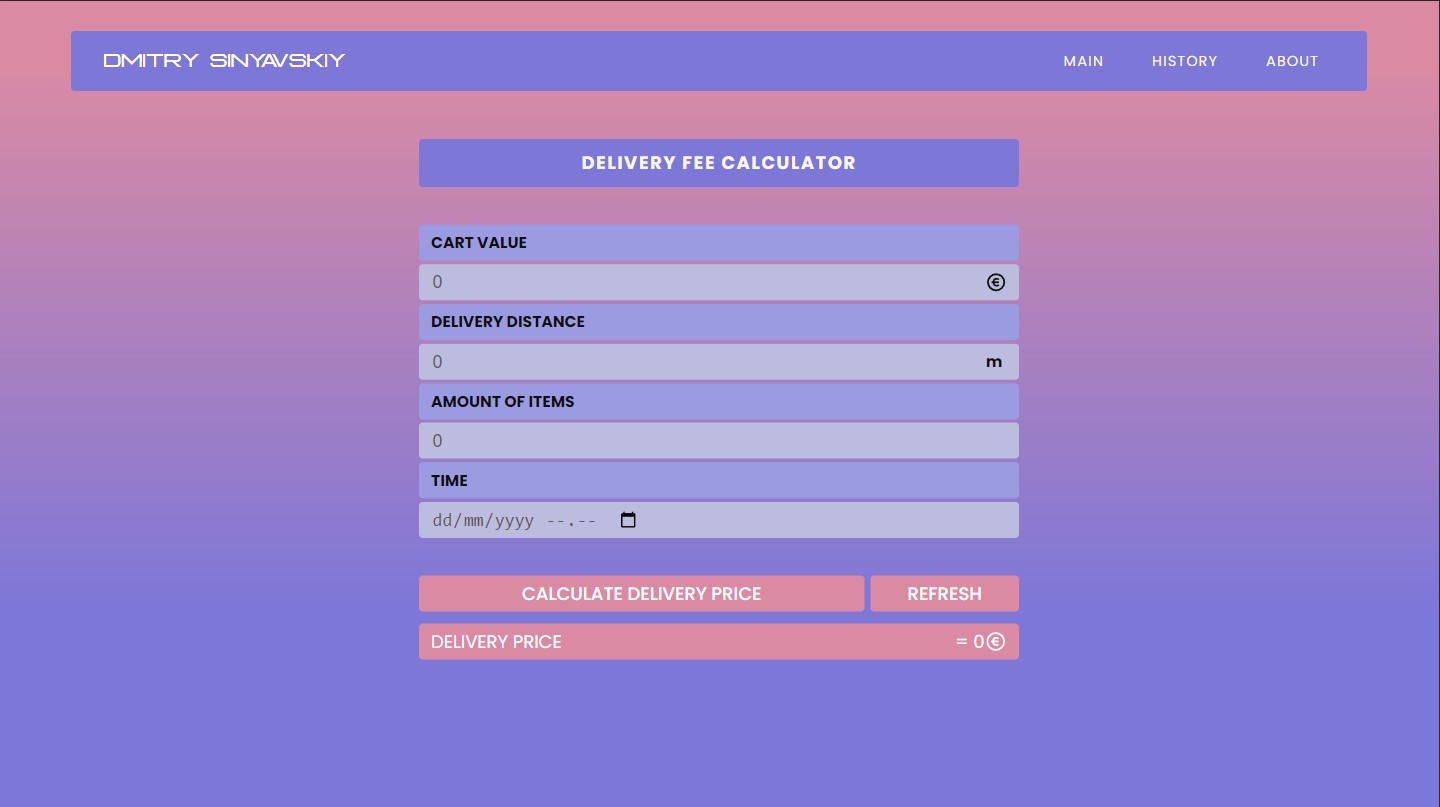 DMITRY SINYAVSKIY MAIN HISTORY ABOUT
DELIVERY FEE CALCULATOR
CART VALUE
0 €
DELIVERY DISTANCE
0 m
AMOUNT OF ITEMS
0
TIME
dd/mm/yyyy --.--
CALCULATE DELIVERY PRICE REFRESH
DELIVERY PRICE = 0€